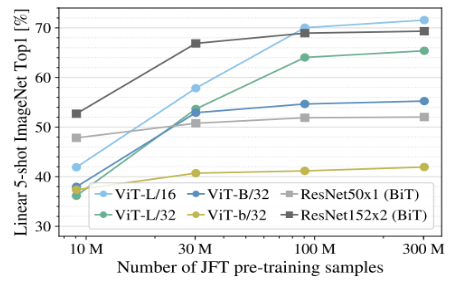 Linear 5-shot ImageNet Top1 [%]
70
60
50
40
30
ViT-L/16 ViT-B/32 ResNet50x1 (BiT)
ViT-L/32 ViT-b/32 ResNet152x2 (BiT)
10 M 30 M 100 M 300 M
Number of JFT pre-training samples